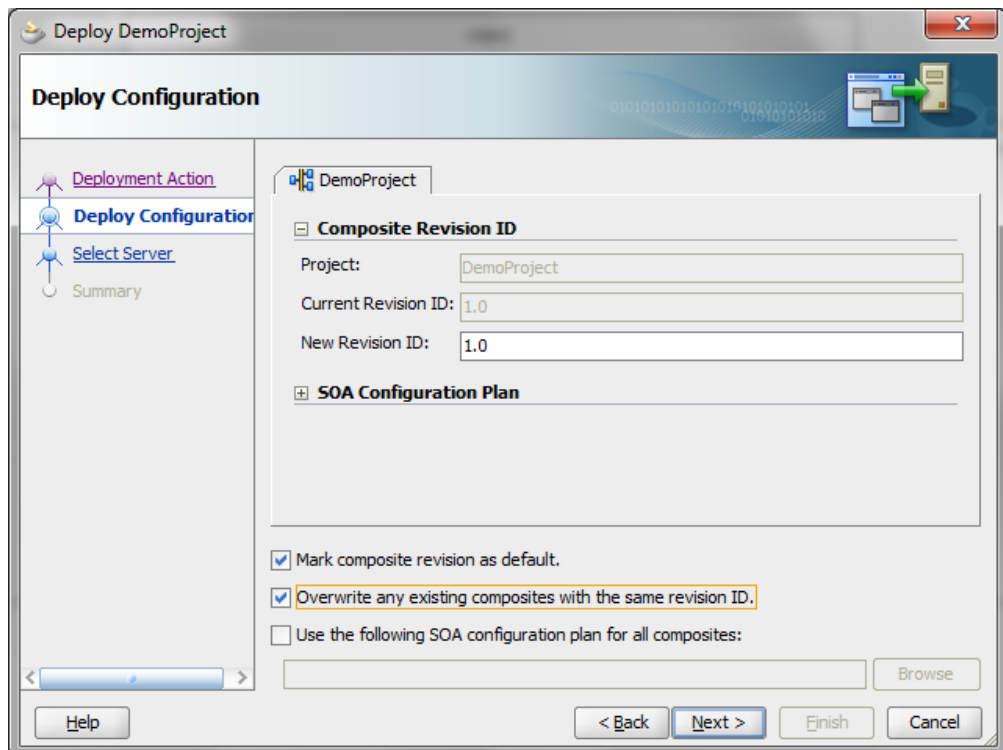 Deploy DemoProject
Deploy Configuration
010101010101010101010101
01010101010
Deployment Action
Deploy Configuration
Select Server
Summary
DemoProject
Composite Revision ID
Project: DemoProject
Current Revision ID: 1.0
New Revision ID: 1.0
SOA Configuration Plan
Mark composite revision as default.
Overwrite any existing composites with the same revision ID.
Use the following SOA configuration plan for all composites:
Browse
Help < Back Next > Finish Cancel